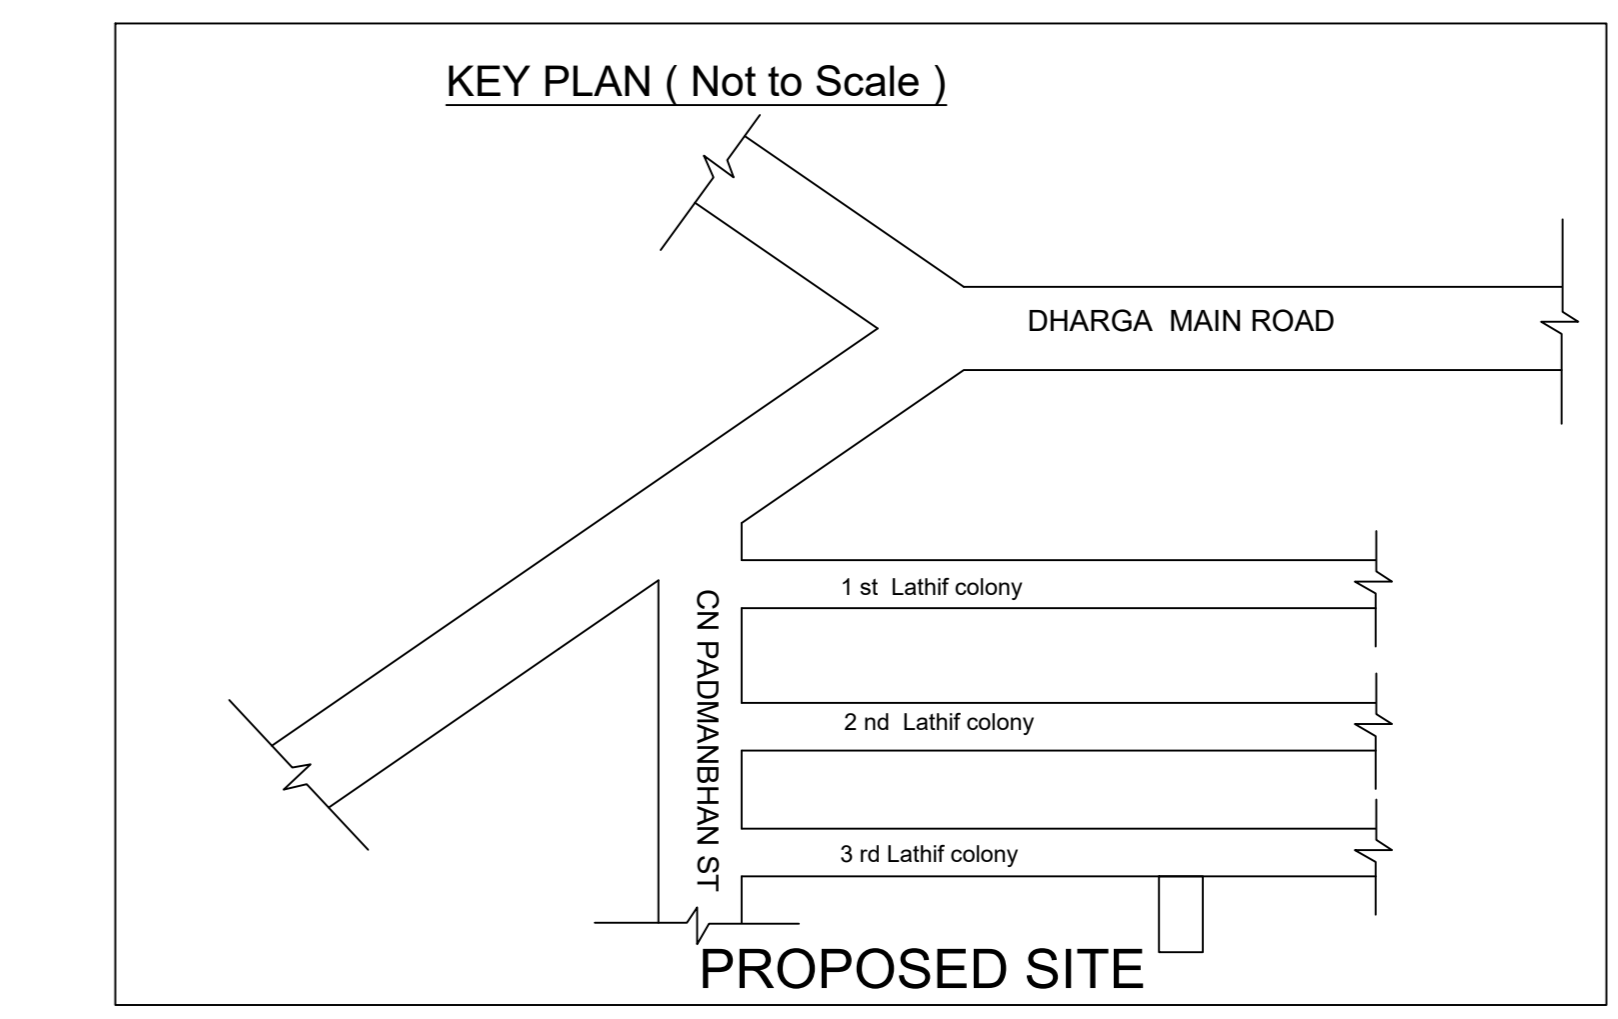 KEY PLAN ( Not to Scale )
DHARGA MAIN ROAD
1 st Lathif colony
CN PADMANBHAN ST
2 nd Lathif colony
3 rd Lathif colony
PROPOSED SITE